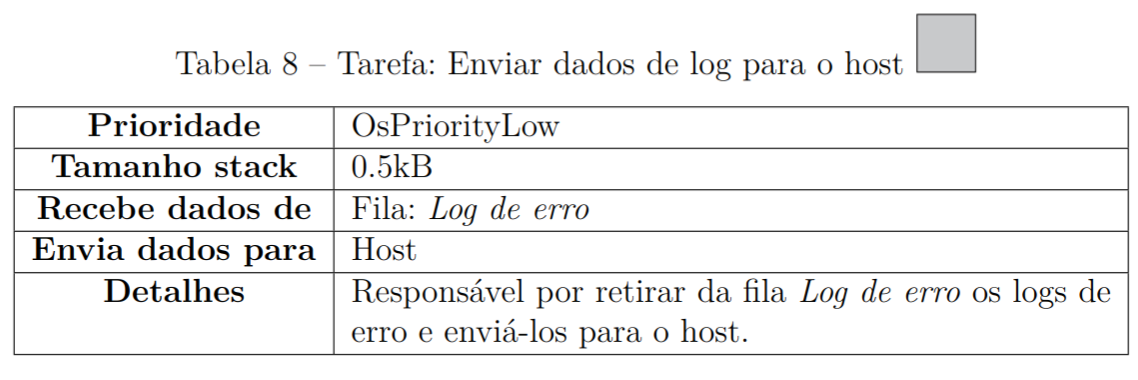 Tabela 8 – Tarefa: Enviar dados de log para o host
Prioridade OsPriorityLow
Tamanho stack 0.5kB
Recebe dados de Fila: Log de erro
Envia dados para Host
Detalhes Responsável por retirar da fila Log de erro os logs de
erro e enviá-los para o host.